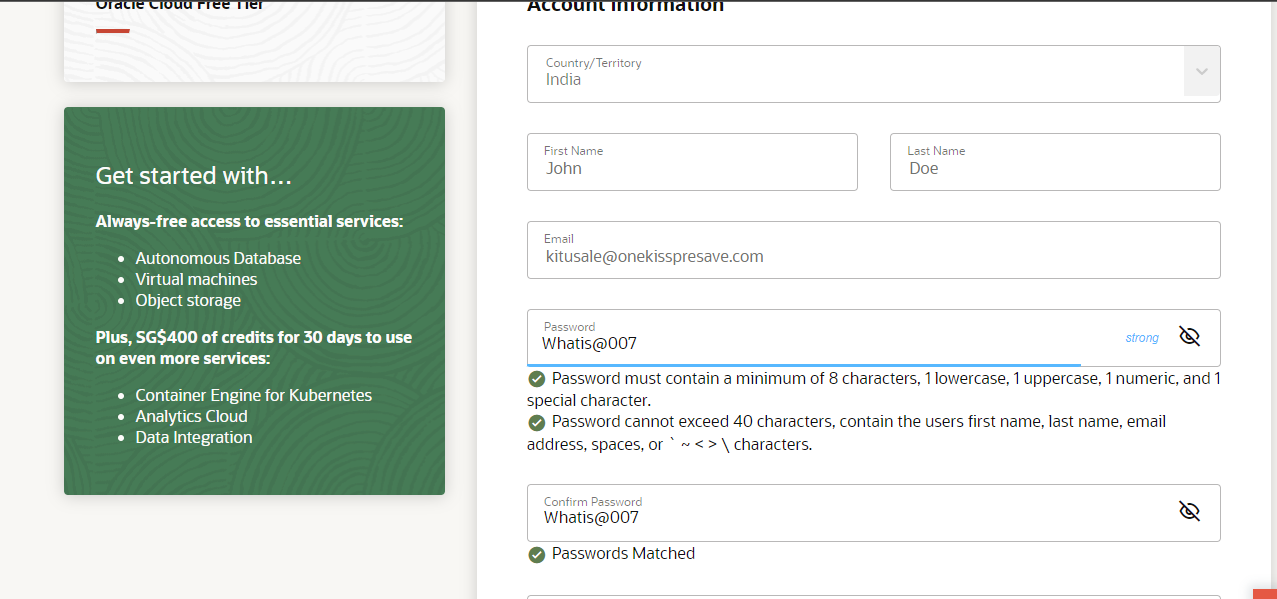 Oracle Cloud Free Tier
Get started with...
Always-free access to essential services:
Autonomous Database
Virtual machines
Object storage
Plus, SG$400 of credits for 30 days to use
on even more services:
Container Engine for Kubernetes
Analytics Cloud
Data Integration
Account Information
Country/Territory
India
First Name
John
Last Name
Doe
Email
kitusale@onekisspresave.com
Password
Whatis@007
strong
Password must contain a minimum of 8 characters, 1 lowercase, 1 uppercase, 1 numeric, and 1
special character.
Password cannot exceed 40 characters, contain the users first name, last name, email
address, spaces, or ` ~ < > \ characters.
Confirm Password
Whatis@007
Passwords Matched